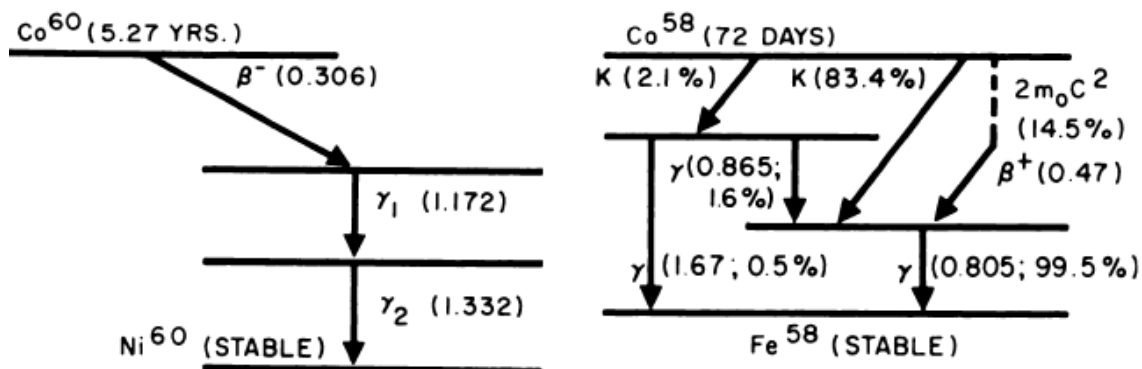 Co⁶⁰ (5.27 YRS.)
β⁻ (0.306)
γ₁ (1.172)
γ₂ (1.332)
Ni⁶⁰ (STABLE)
Co⁵⁸ (72 DAYS)
K (2.1%)
K (83.4%)
2m₀C²
(14.5%)
β⁺ (0.47)
γ (0.865;
1.6%)
γ (1.67; 0.5%)
γ (0.805; 99.5%)
Fe⁵⁸ (STABLE)